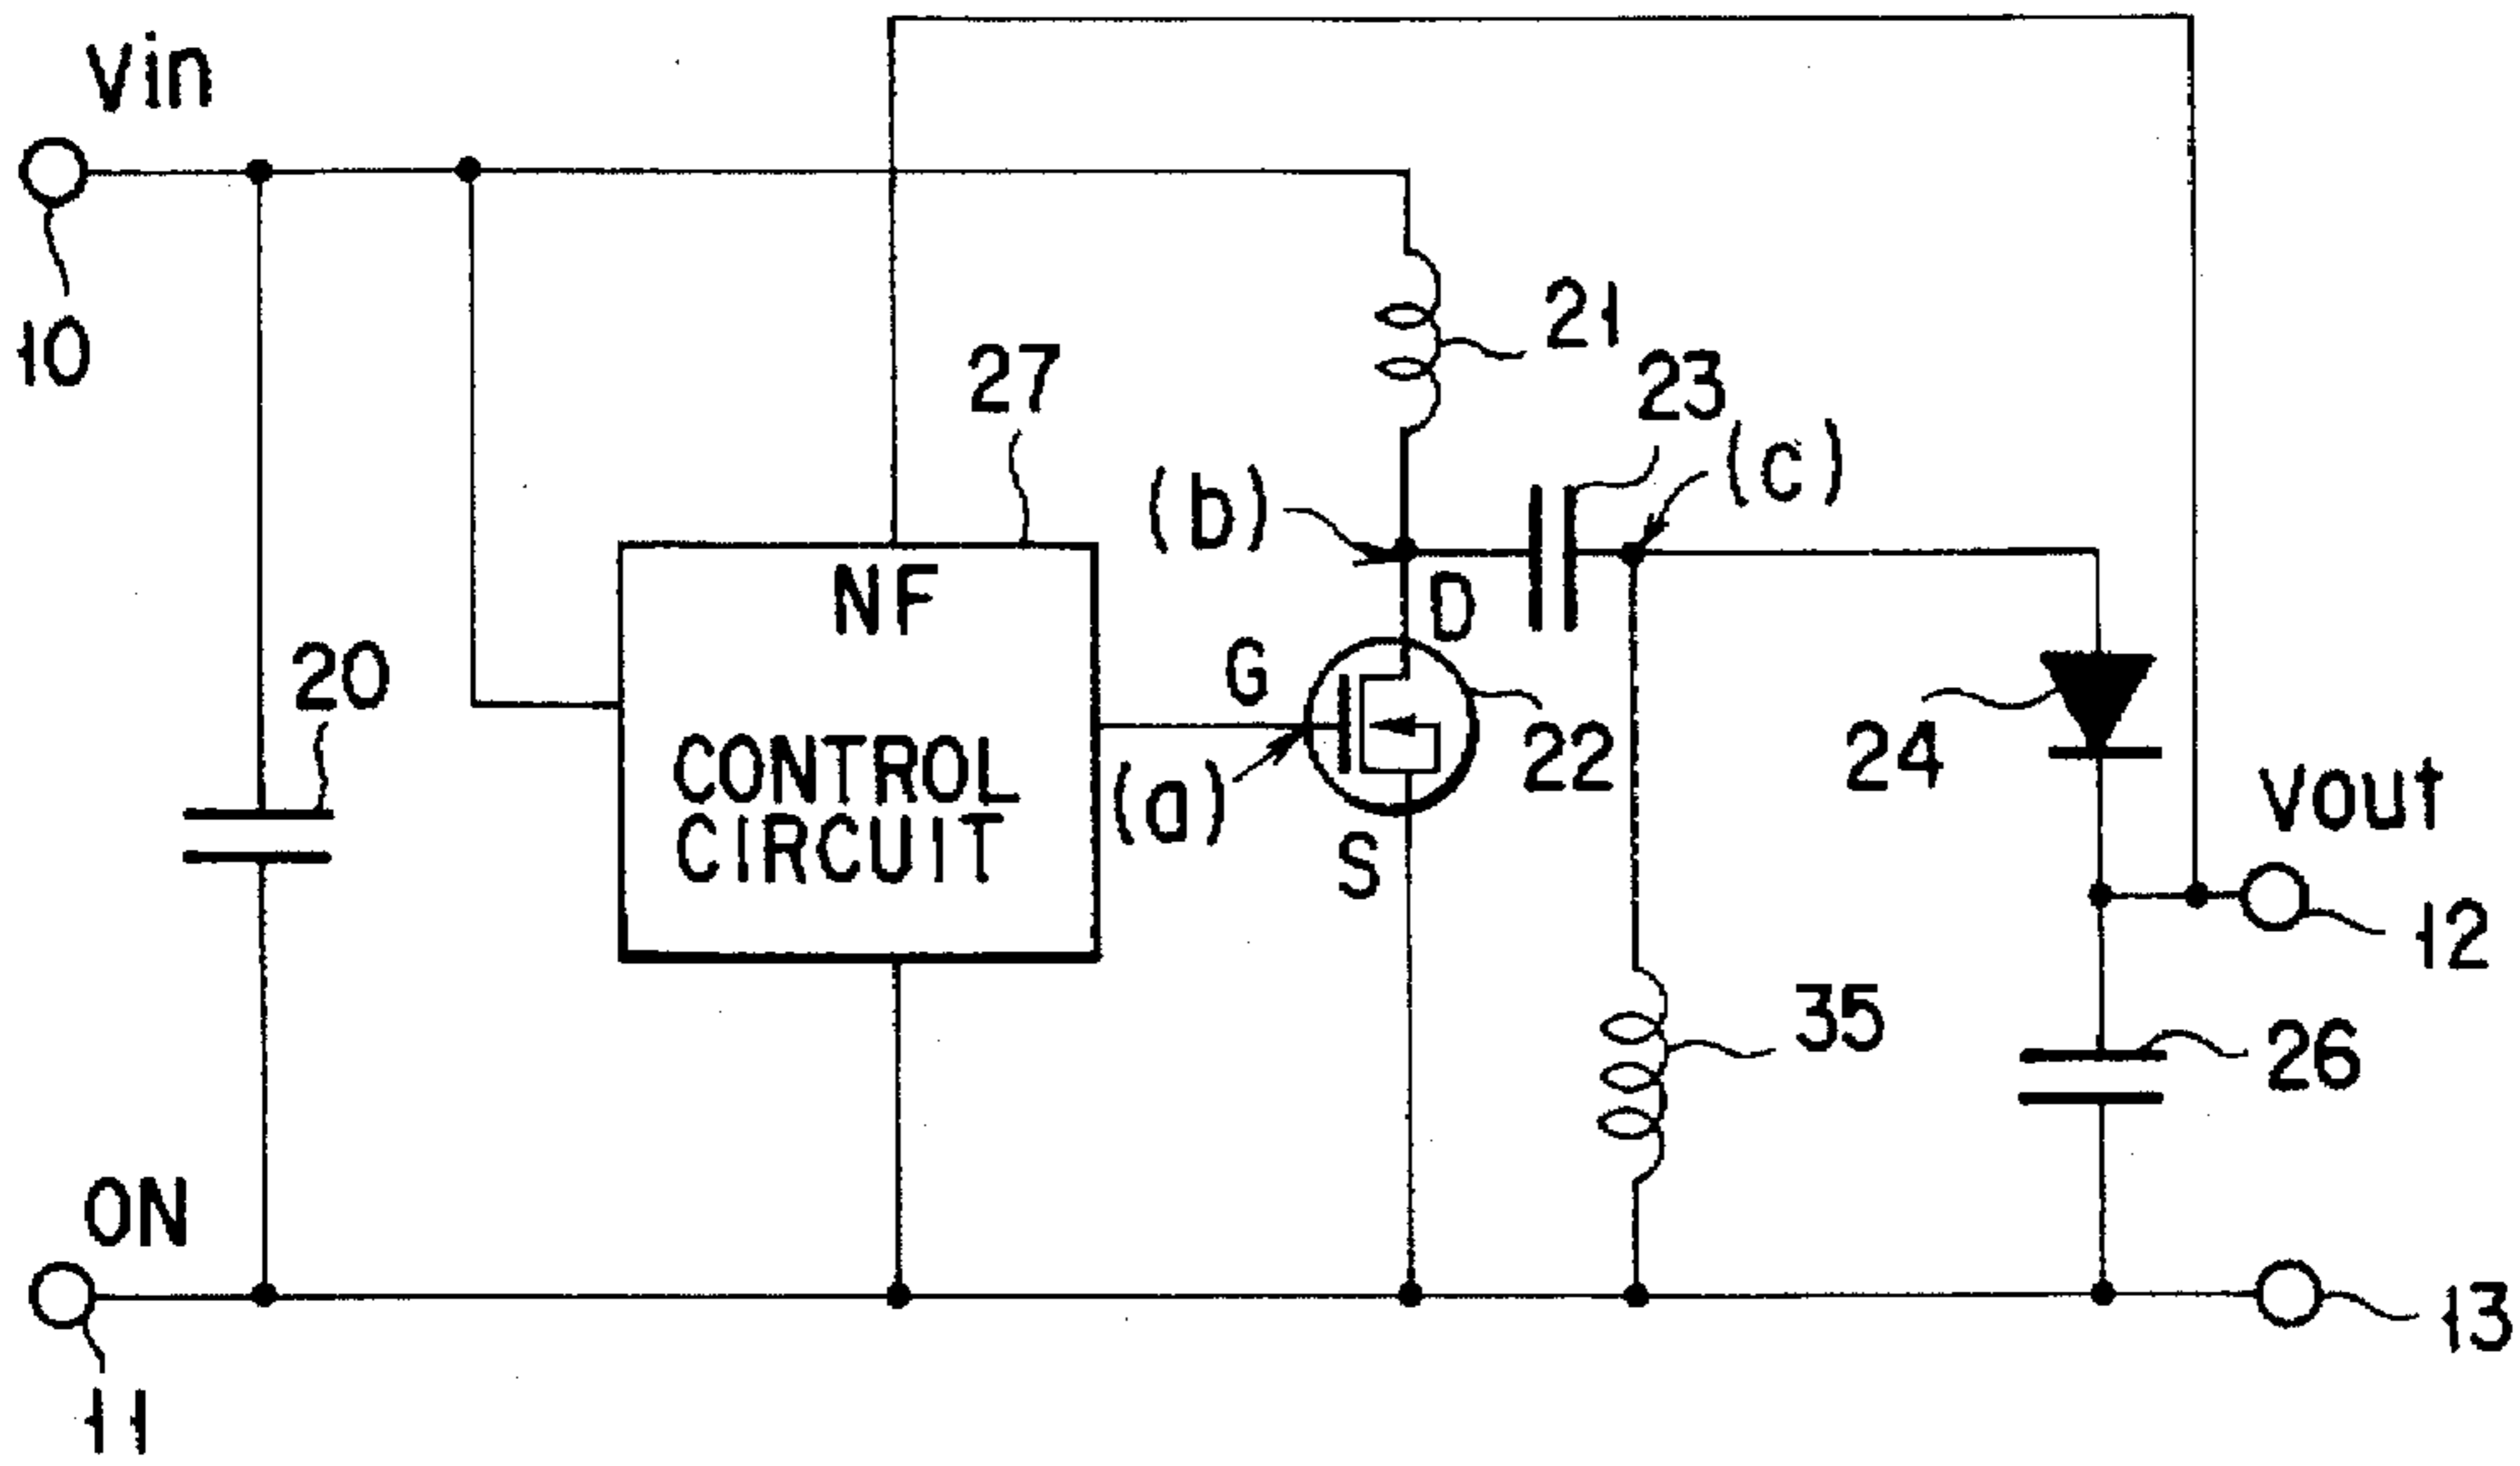 Vin
10
21
27
23
(c)
(b)
NF
D
20
G
CONTROL
CIRCUIT
(a)
22
24
Vout
S
12
35
26
ON
13
11